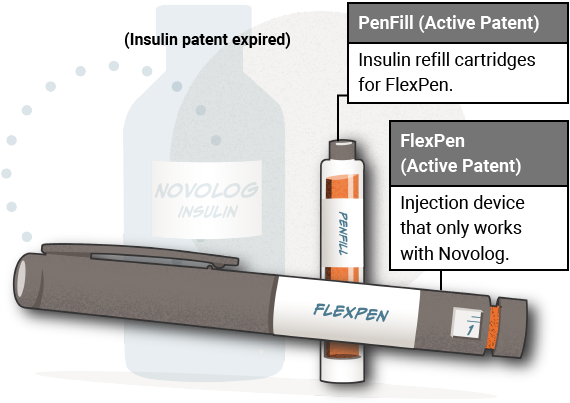 (Insulin patent expired)
PenFill (Active Patent)
Insulin refill cartridges
for FlexPen.
FlexPen
(Active Patent)
Injection device
that only works
with Novolog.
NOVOLOG
INSULIN
PENFILL
FLEXPEN
1